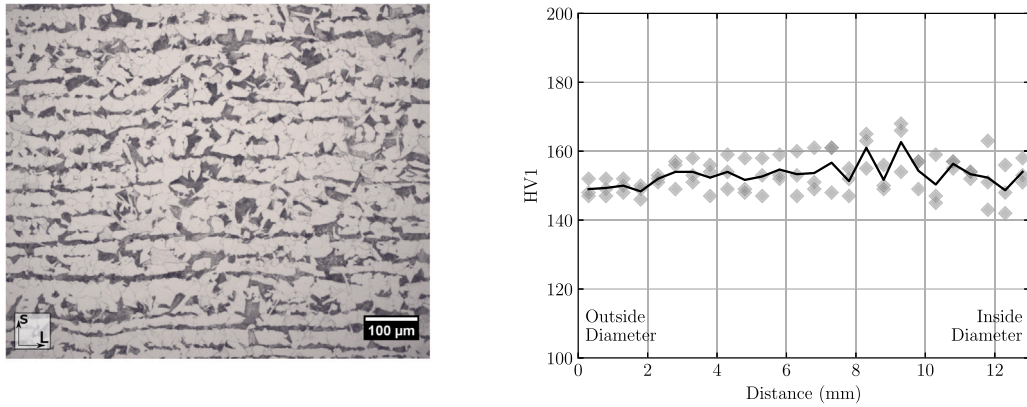 S
L
100 µm
200
180
160
140
120
100
HV1
Outside
Diameter
Inside
Diameter
0
2
4
6
8
10
12
Distance (mm)